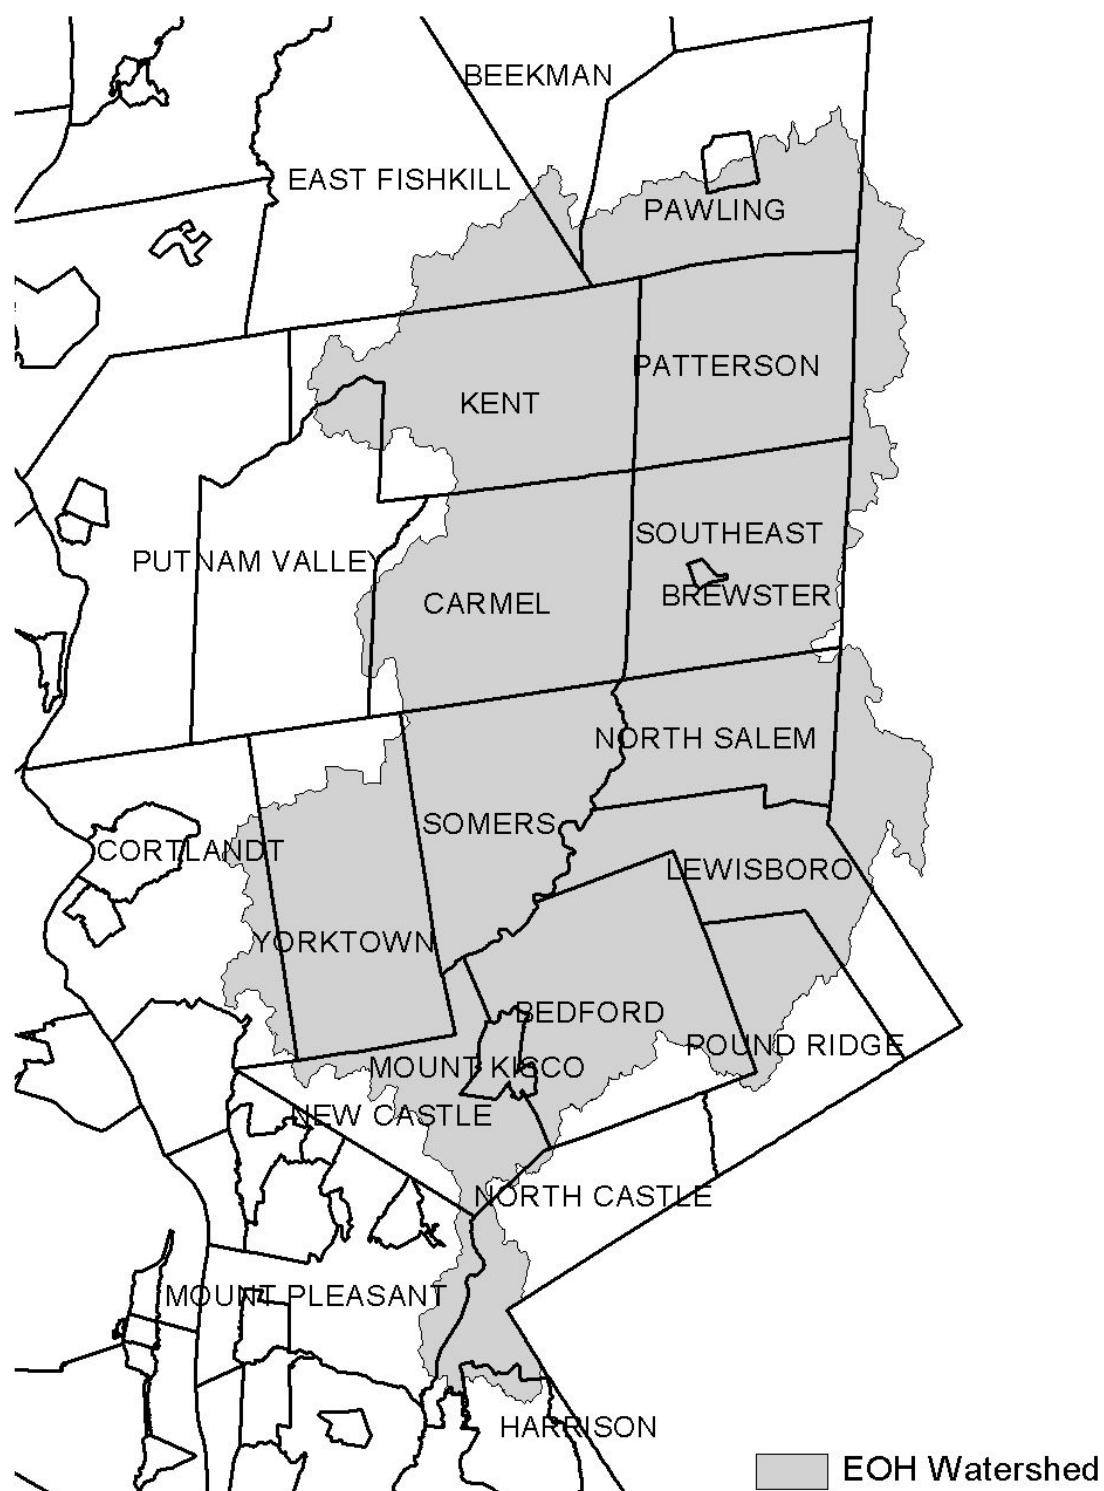 BEEKMAN
EAST FISHKILL
PAWLING
PATTERSON
KENT
SOUTHEAST
PUTNAM VALLEY
BREWSTER
CARMEL
NORTH SALEM
SOMERS
CORTLANDT
LEWISBORO
YORKTOWN
BEDFORD
POUND RIDGE
MOUNT KISCO
NEW CASTLE
NORTH CASTLE
MOUNT PLEASANT
HARRISON
EOH Watershed